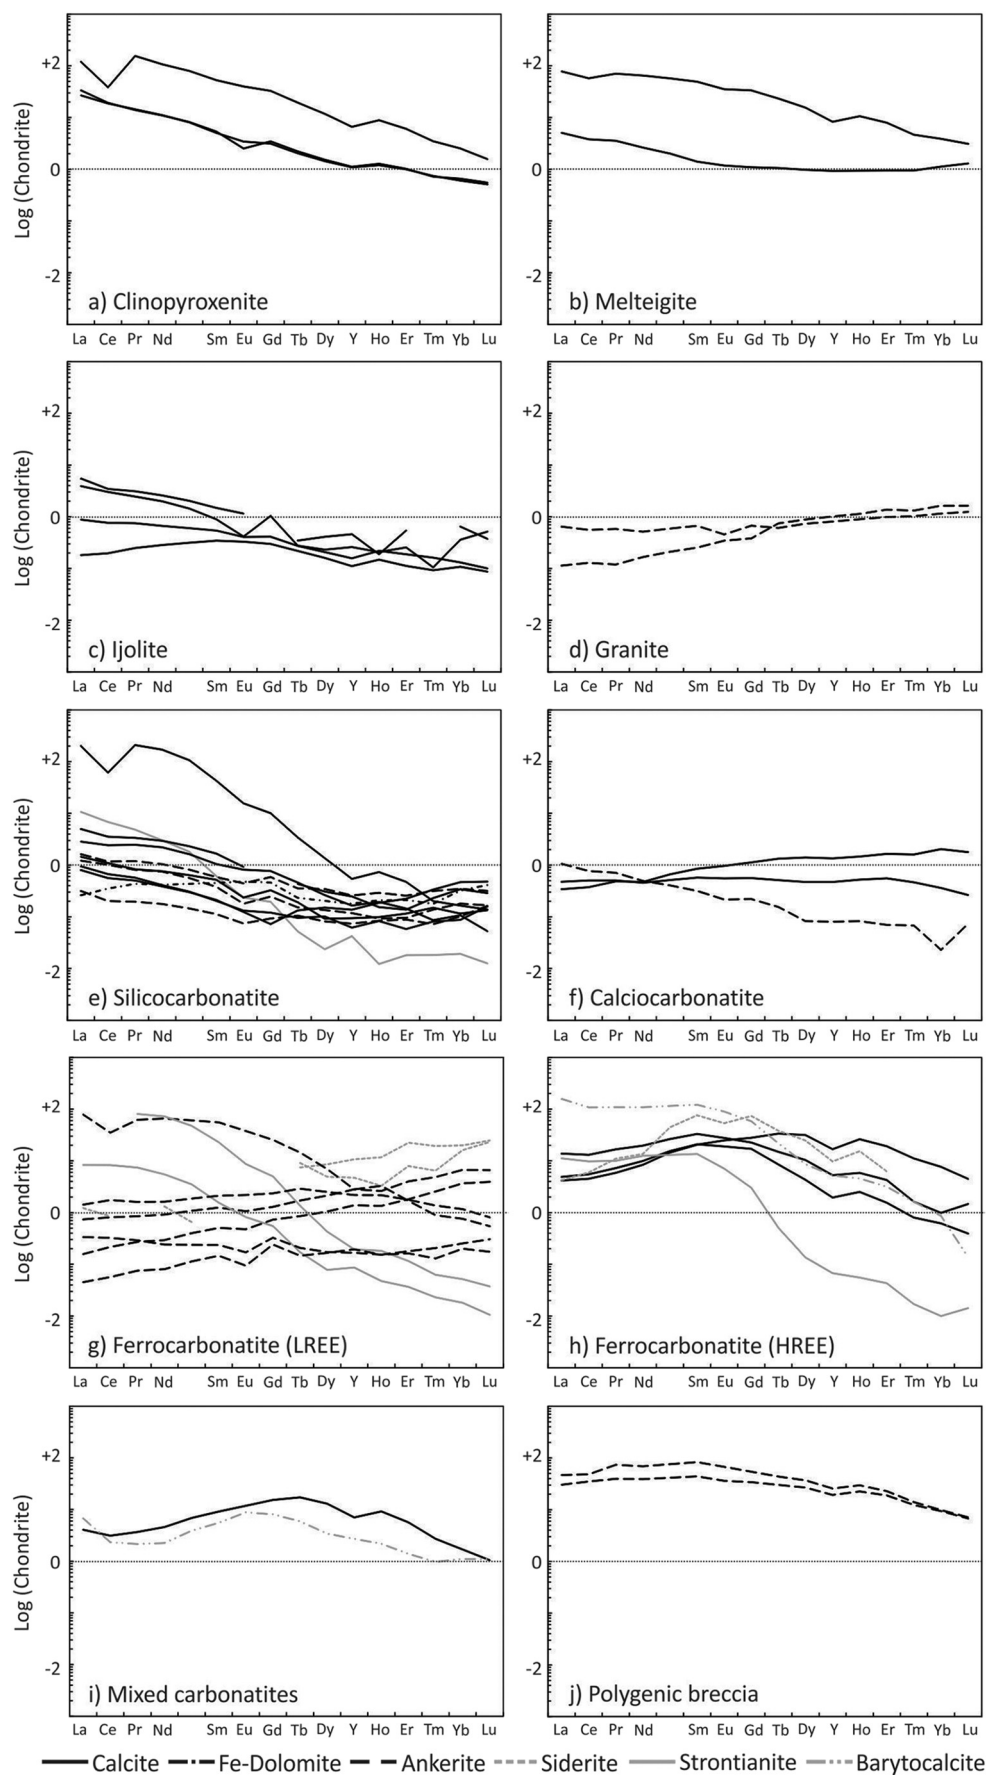 Log (Chondrite)
+2
0
-2
a) Clinopyroxenite
La Ce Pr Nd Sm Eu Gd Tb Dy Y Ho Er Tm Yb Lu
+2
0
-2
b) Melteigite
La Ce Pr Nd Sm Eu Gd Tb Dy Y Ho Er Tm Yb Lu
Log (Chondrite)
+2
0
-2
c) Ijolite
La Ce Pr Nd Sm Eu Gd Tb Dy Y Ho Er Tm Yb Lu
+2
0
-2
d) Granite
La Ce Pr Nd Sm Eu Gd Tb Dy Y Ho Er Tm Yb Lu
Log (Chondrite)
+2
0
-2
e) Silicocarbonatite
La Ce Pr Nd Sm Eu Gd Tb Dy Y Ho Er Tm Yb Lu
+2
0
-2
f) Calciocarbonatite
La Ce Pr Nd Sm Eu Gd Tb Dy Y Ho Er Tm Yb Lu
Log (Chondrite)
+2
0
-2
g) Ferrocarbonatite (LREE)
La Ce Pr Nd Sm Eu Gd Tb Dy Y Ho Er Tm Yb Lu
+2
0
-2
h) Ferrocarbonatite (HREE)
La Ce Pr Nd Sm Eu Gd Tb Dy Y Ho Er Tm Yb Lu
Log (Chondrite)
+2
0
-2
i) Mixed carbonatites
La Ce Pr Nd Sm Eu Gd Tb Dy Y Ho Er Tm Yb Lu
+2
0
-2
j) Polygenic breccia
La Ce Pr Nd Sm Eu Gd Tb Dy Y Ho Er Tm Yb Lu
Calcite Fe-Dolomite Ankerite Siderite Strontianite Barytocalcite